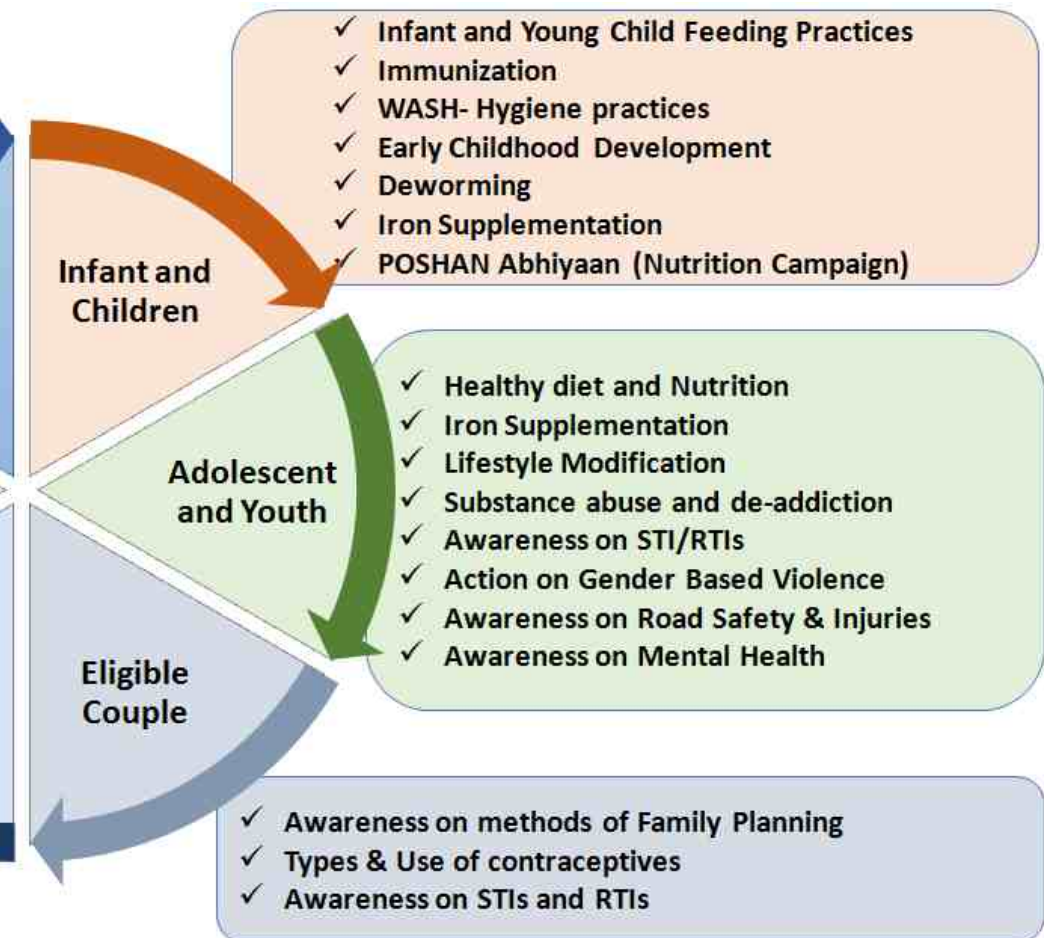 ✓ Infant and Young Child Feeding Practices
✓ Immunization
✓ WASH- Hygiene practices
✓ Early Childhood Development
✓ Deworming
✓ Iron Supplementation
✓ POSHAN Abhiyaan (Nutrition Campaign)
Infant and
Children
✓ Healthy diet and Nutrition
✓ Iron Supplementation
✓ Lifestyle Modification
✓ Substance abuse and de-addiction
✓ Awareness on STI/RTIs
✓ Action on Gender Based Violence
✓ Awareness on Road Safety & Injuries
✓ Awareness on Mental Health
Adolescent
and Youth
Eligible
Couple
✓ Awareness on methods of Family Planning
✓ Types & Use of contraceptives
✓ Awareness on STIs and RTIs